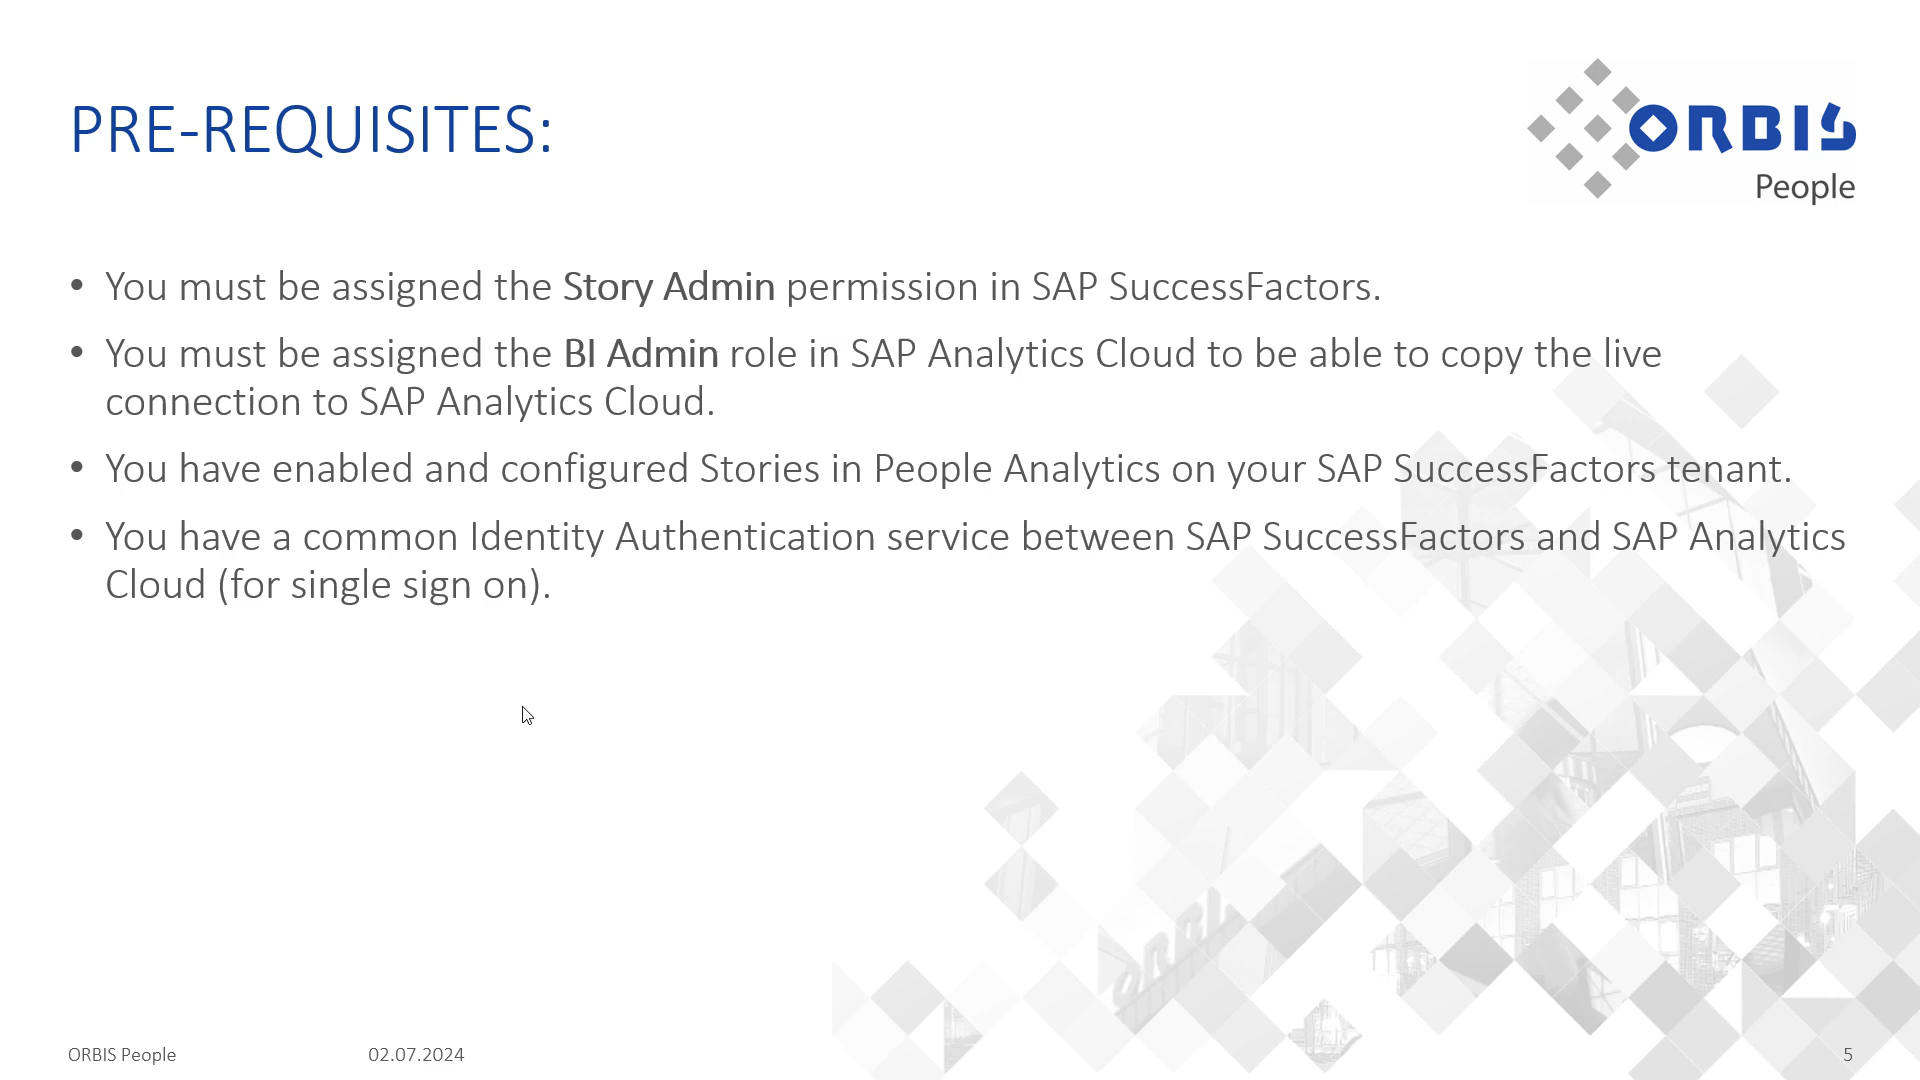 PRE-REQUISITES:
ORBIS
People
• You must be assigned the Story Admin permission in SAP SuccessFactors.
• You must be assigned the BI Admin role in SAP Analytics Cloud to be able to copy the live
connection to SAP Analytics Cloud.
• You have enabled and configured Stories in People Analytics on your SAP SuccessFactors tenant.
• You have a common Identity Authentication service between SAP SuccessFactors and SAP Analytics
Cloud (for single sign on).
ORBI
ORBIS People
02.07.2024
5